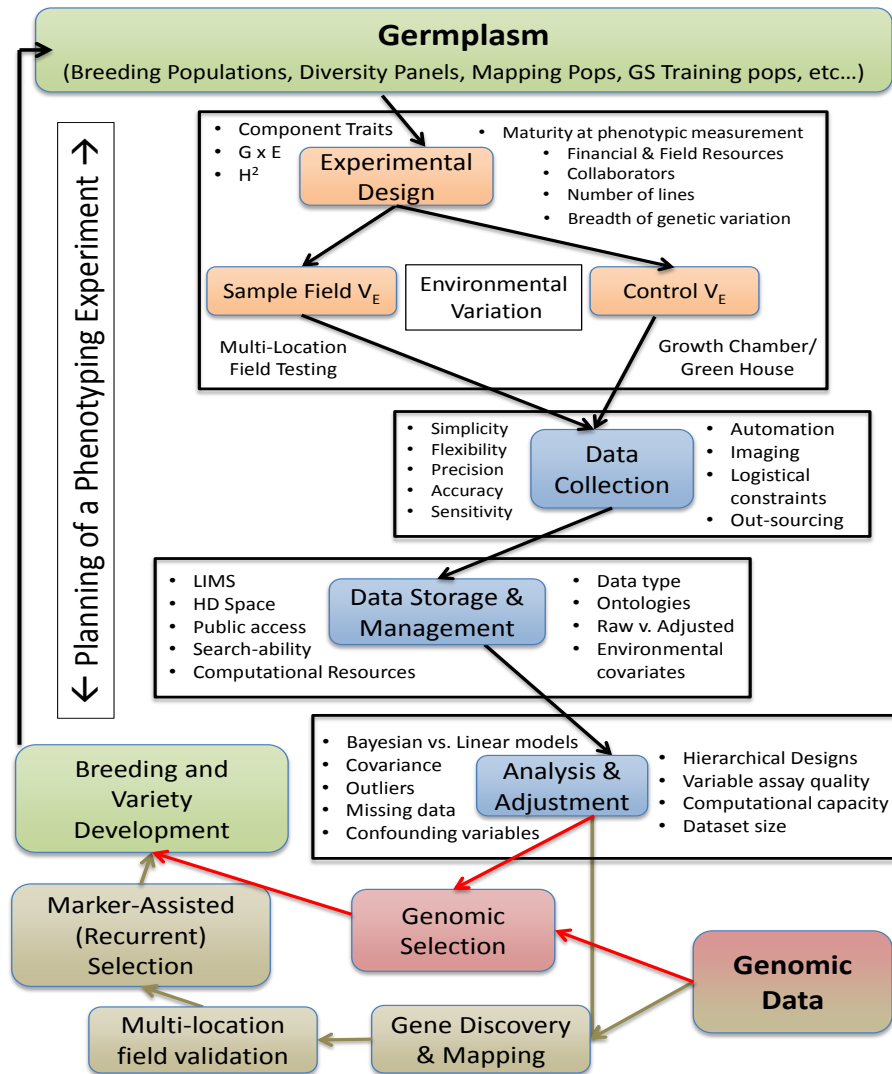 Germplasm
(Breeding Populations, Diversity Panels, Mapping Pops, GS Training pops, etc...)
← Planning of a Phenotyping Experiment →
• Component Traits
• G x E
• H²
Experimental
Design
• Maturity at phenotypic measurement
• Financial & Field Resources
• Collaborators
• Number of lines
• Breadth of genetic variation
Sample Field V_E
Environmental
Variation
Control V_E
Multi-Location
Field Testing
Growth Chamber/
Green House
• Simplicity
• Flexibility
• Precision
• Accuracy
• Sensitivity
Data
Collection
• Automation
• Imaging
• Logistical
constraints
• Out-sourcing
• LIMS
• HD Space
• Public access
• Search-ability
• Computational Resources
Data Storage &
Management
• Data type
• Ontologies
• Raw v. Adjusted
• Environmental
covariates
• Bayesian vs. Linear models
• Covariance
• Outliers
• Missing data
• Confounding variables
Analysis &
Adjustment
• Hierarchical Designs
• Variable assay quality
• Computational capacity
• Dataset size
Breeding and
Variety
Development
Marker-Assisted
(Recurrent)
Selection
Genomic
Selection
Genomic
Data
Multi-location
field validation
Gene Discovery
& Mapping